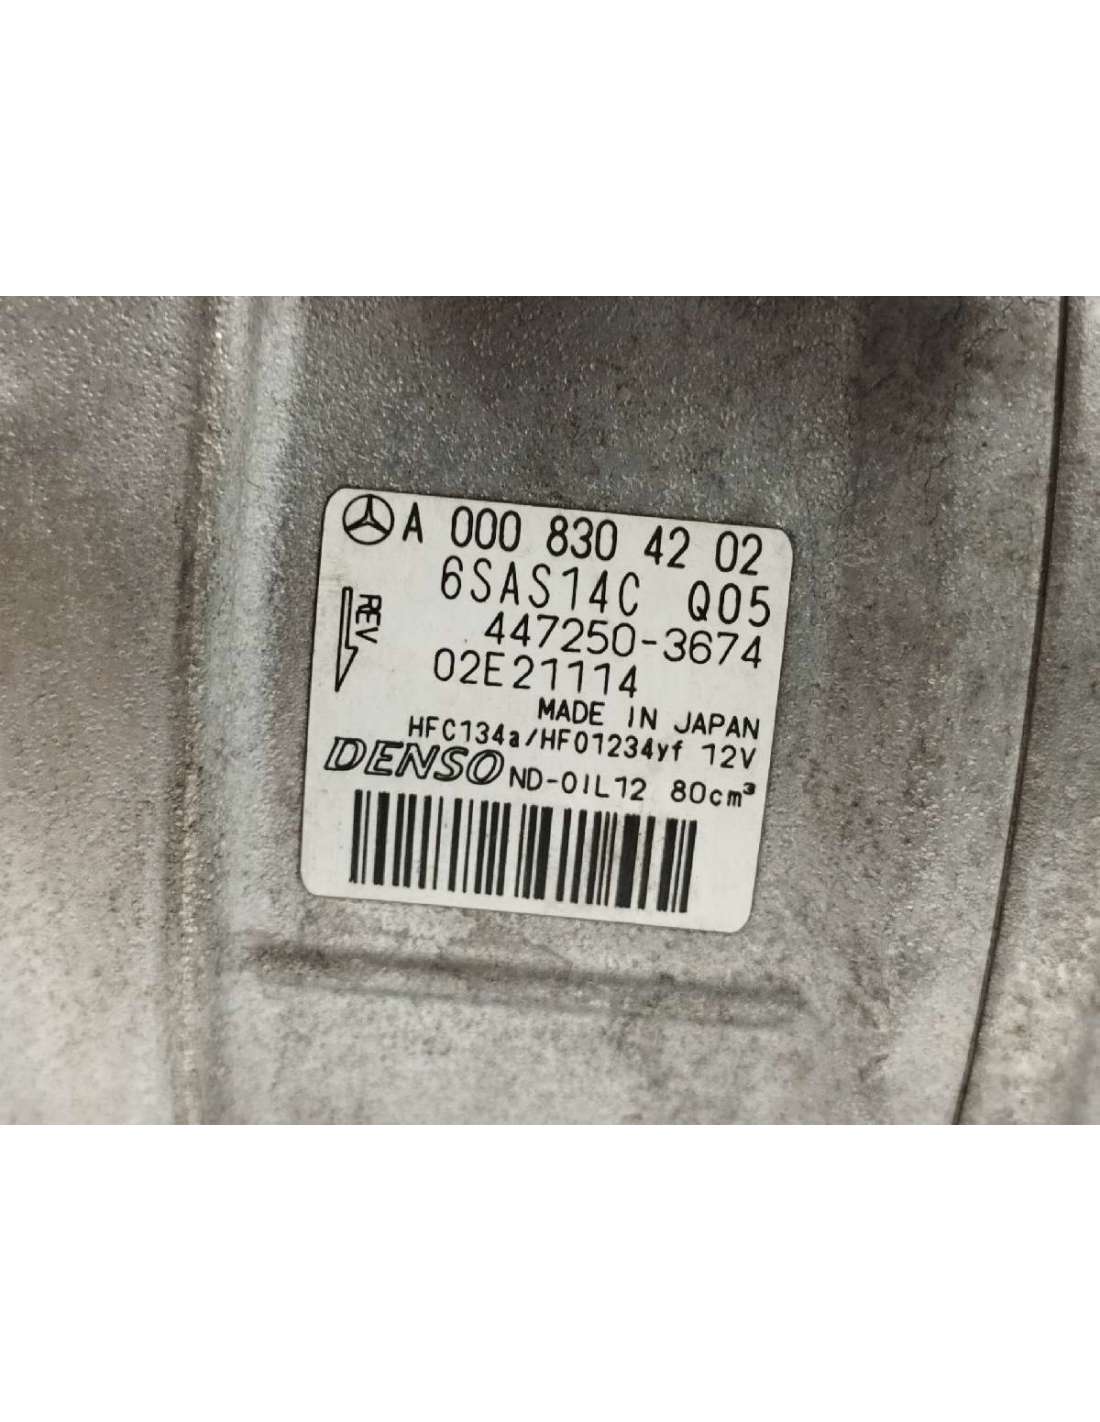 A 000 830 42 02
6SAS14C Q05
REV
447250-3674
02E21114
MADE IN JAPAN
HFC134a/HFO1234yf 12V
DENSO ND-OIL12 80cm³